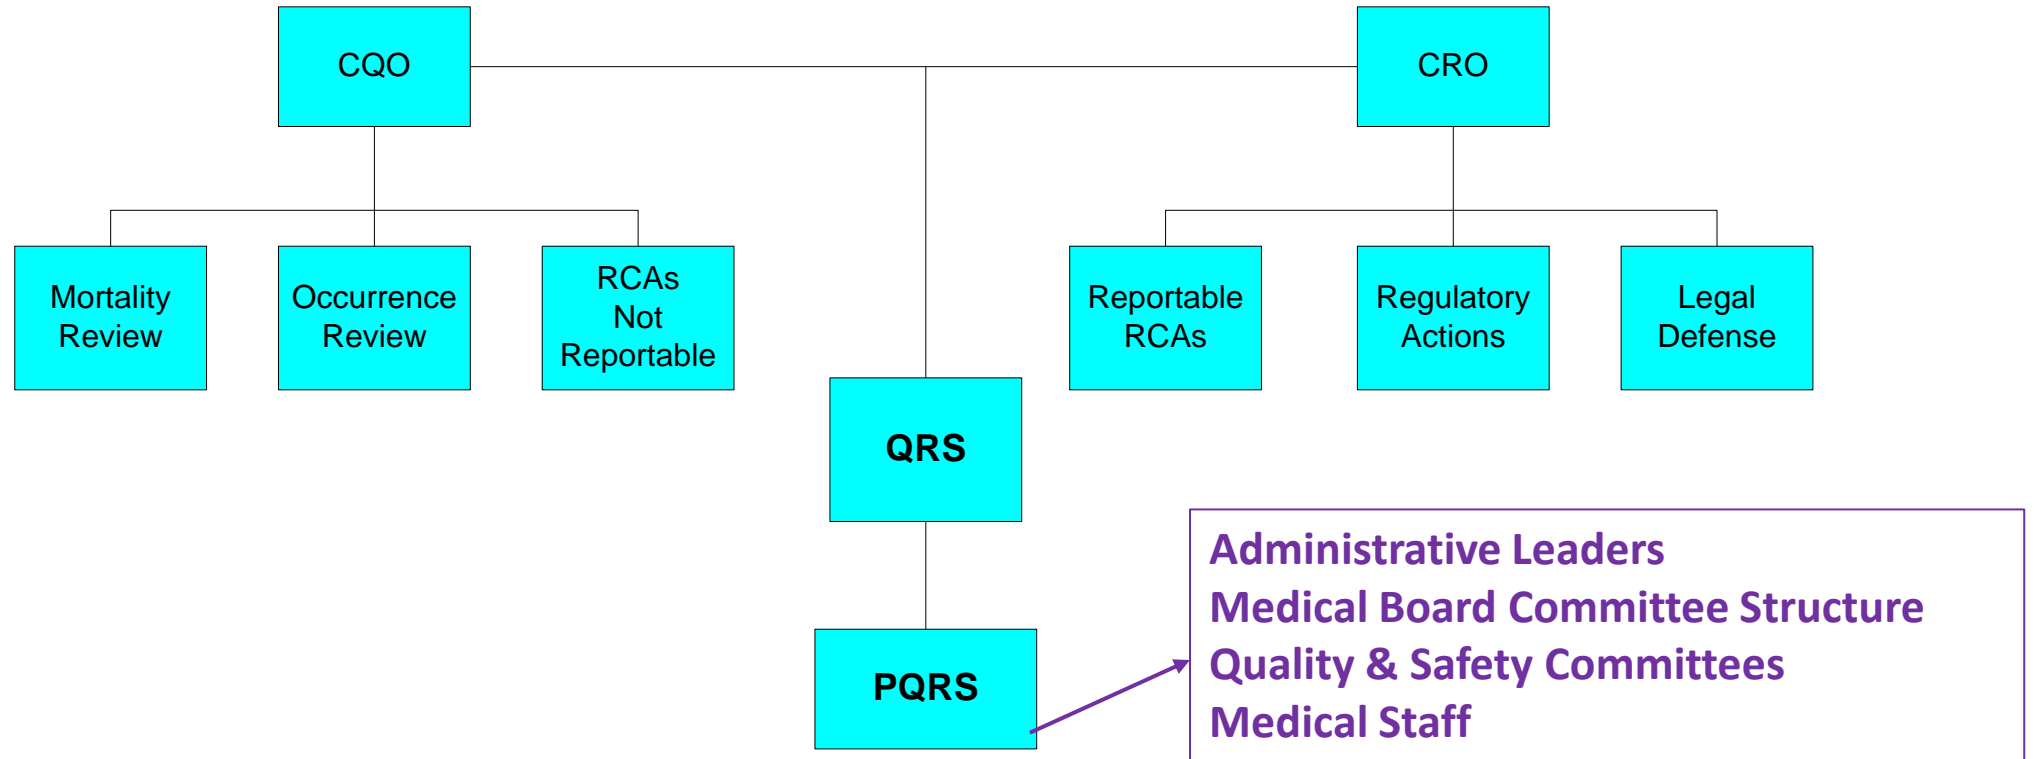 CQO
CRO
Mortality
Review
Occurrence
Review
RCAs
Not
Reportable
Reportable
RCAs
Regulatory
Actions
Legal
Defense
QRS
PQRS
Administrative Leaders
Medical Board Committee Structure
Quality & Safety Committees
Medical Staff